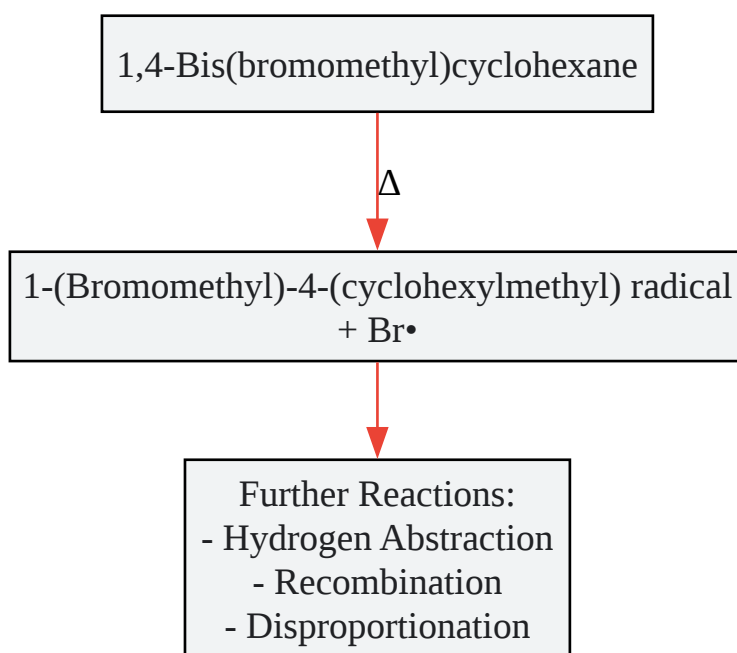 1,4-Bis(bromomethyl)cyclohexane
Δ
1-(Bromomethyl)-4-(cyclohexylmethyl) radical
+ Br•
Further Reactions:
- Hydrogen Abstraction
- Recombination
- Disproportionation